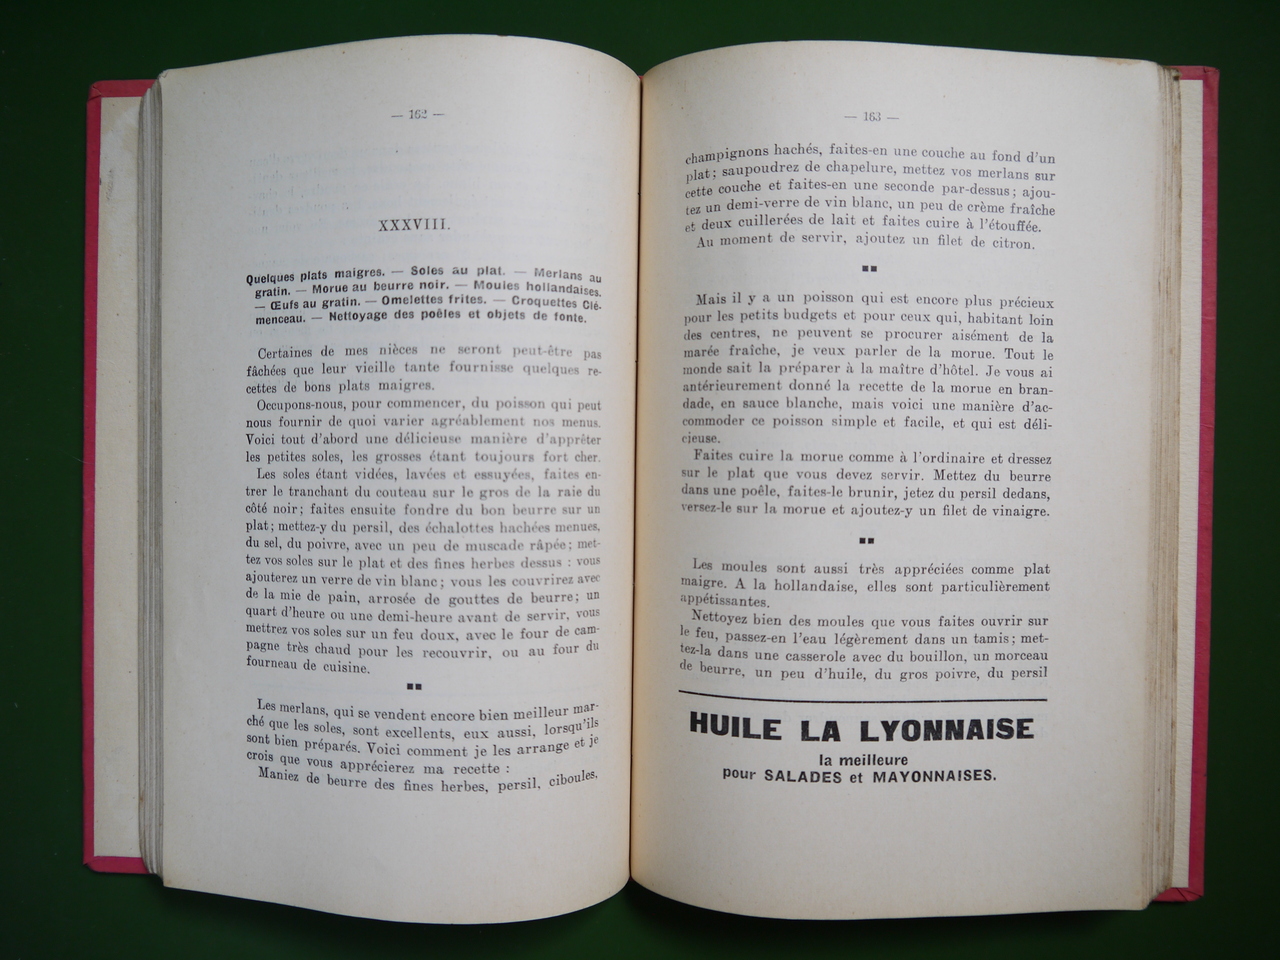 — 162 —
XXXVIII.
Quelques plats maigres. — Soles au plat. — Merlans au
gratin. — Morue au beurre noir. — Moules hollandaises.
— Œufs au gratin. — Omelettes frites. — Croquettes Clé-
menceau. — Nettoyage des poêles et objets de fonte.
Certaines de mes nièces ne seront peut-être pas
fâchées que leur vieille tante fournisse quelques re-
cettes de bons plats maigres.
Occupons-nous, pour commencer, du poisson qui peut
nous fournir de quoi varier agréablement nos menus.
Voici tout d'abord une délicieuse manière d'apprêter
les petites soles, les grosses étant toujours fort cher.
Les soles étant vidées, lavées et essuyées, faites en-
trer le tranchant du couteau sur le gros de la raie du
côté noir; faites ensuite fondre du bon beurre sur un
plat; mettez-y du persil, des échalottes hachées menues,
du sel, du poivre, avec un peu de muscade râpée; met-
tez vos soles sur le plat et des fines herbes dessus : vous
ajouterez un verre de vin blanc; vous les couvrirez avec
de la mie de pain, arrosée de gouttes de beurre; un
quart d'heure ou une demi-heure avant de servir, vous
mettrez vos soles sur un feu doux, avec le four de cam-
pagne très chaud pour les recouvrir, ou au four du
fourneau de cuisine.
Les merlans, qui se vendent encore bien meilleur mar-
ché que les soles, sont excellents, eux aussi, lorsqu'ils
sont bien préparés. Voici comment je les arrange et je
crois que vous apprécierez ma recette :
Maniez de beurre des fines herbes, persil, ciboules,
— 163 —
champignons hachés, faites-en une couche au fond d'un
plat; saupoudrez de chapelure, mettez vos merlans sur
cette couche et faites-en une seconde par-dessus; ajou-
tez un demi-verre de vin blanc, un peu de crème fraîche
et deux cuillerées de lait et faites cuire à l'étouffée.
Au moment de servir, ajoutez un filet de citron.
Mais il y a un poisson qui est encore plus précieux
pour les petits budgets et pour ceux qui, habitant loin
des centres, ne peuvent se procurer aisément de la
marée fraîche, je veux parler de la morue. Tout le
monde sait la préparer à la maître d'hôtel. Je vous ai
antérieurement donné la recette de la morue en bran-
dade, en sauce blanche, mais voici une manière d'ac-
commoder ce poisson simple et facile, et qui est déli-
cieuse.
Faites cuire la morue comme à l'ordinaire et dressez
sur le plat que vous devez servir. Mettez du beurre
dans une poêle, faites-le brunir, jetez du persil dedans,
versez-le sur la morue et ajoutez-y un filet de vinaigre.
Les moules sont aussi très appréciées comme plat
maigre. A la hollandaise, elles sont particulièrement
appétissantes.
Nettoyez bien des moules que vous faites ouvrir sur
le feu, passez-en l'eau légèrement dans un tamis; met-
tez-la dans une casserole avec du bouillon, un morceau
de beurre, un peu d'huile, du gros poivre, du persil
HUILE LA LYONNAISE
la meilleure
pour SALADES et MAYONNAISES.